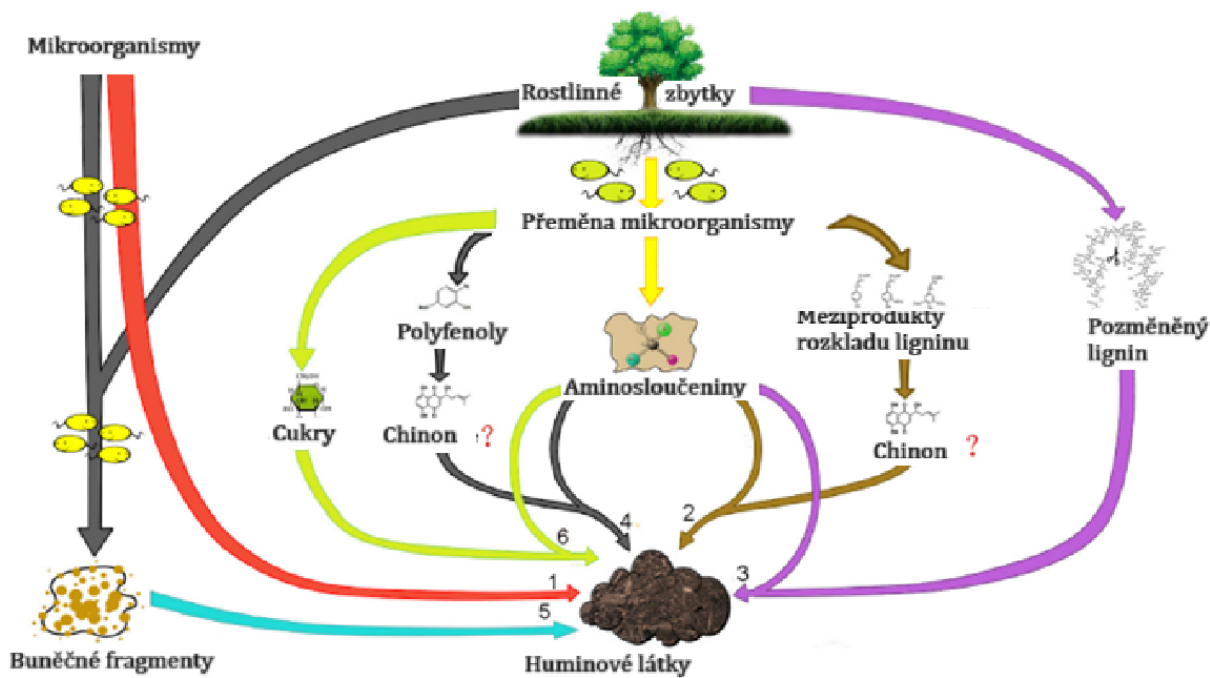 Mikroorganismy
Rostlinné zbytky
Přeměna mikroorganismy
Polyfenoly
Meziprodukty
rozkladu ligninu
Pozměněný
lignin
Aminosloučeniny
Cukry
Chinon ?
Chinon ?
4
2
6
1
3
5
Buněčné fragmenty
Huminové látky